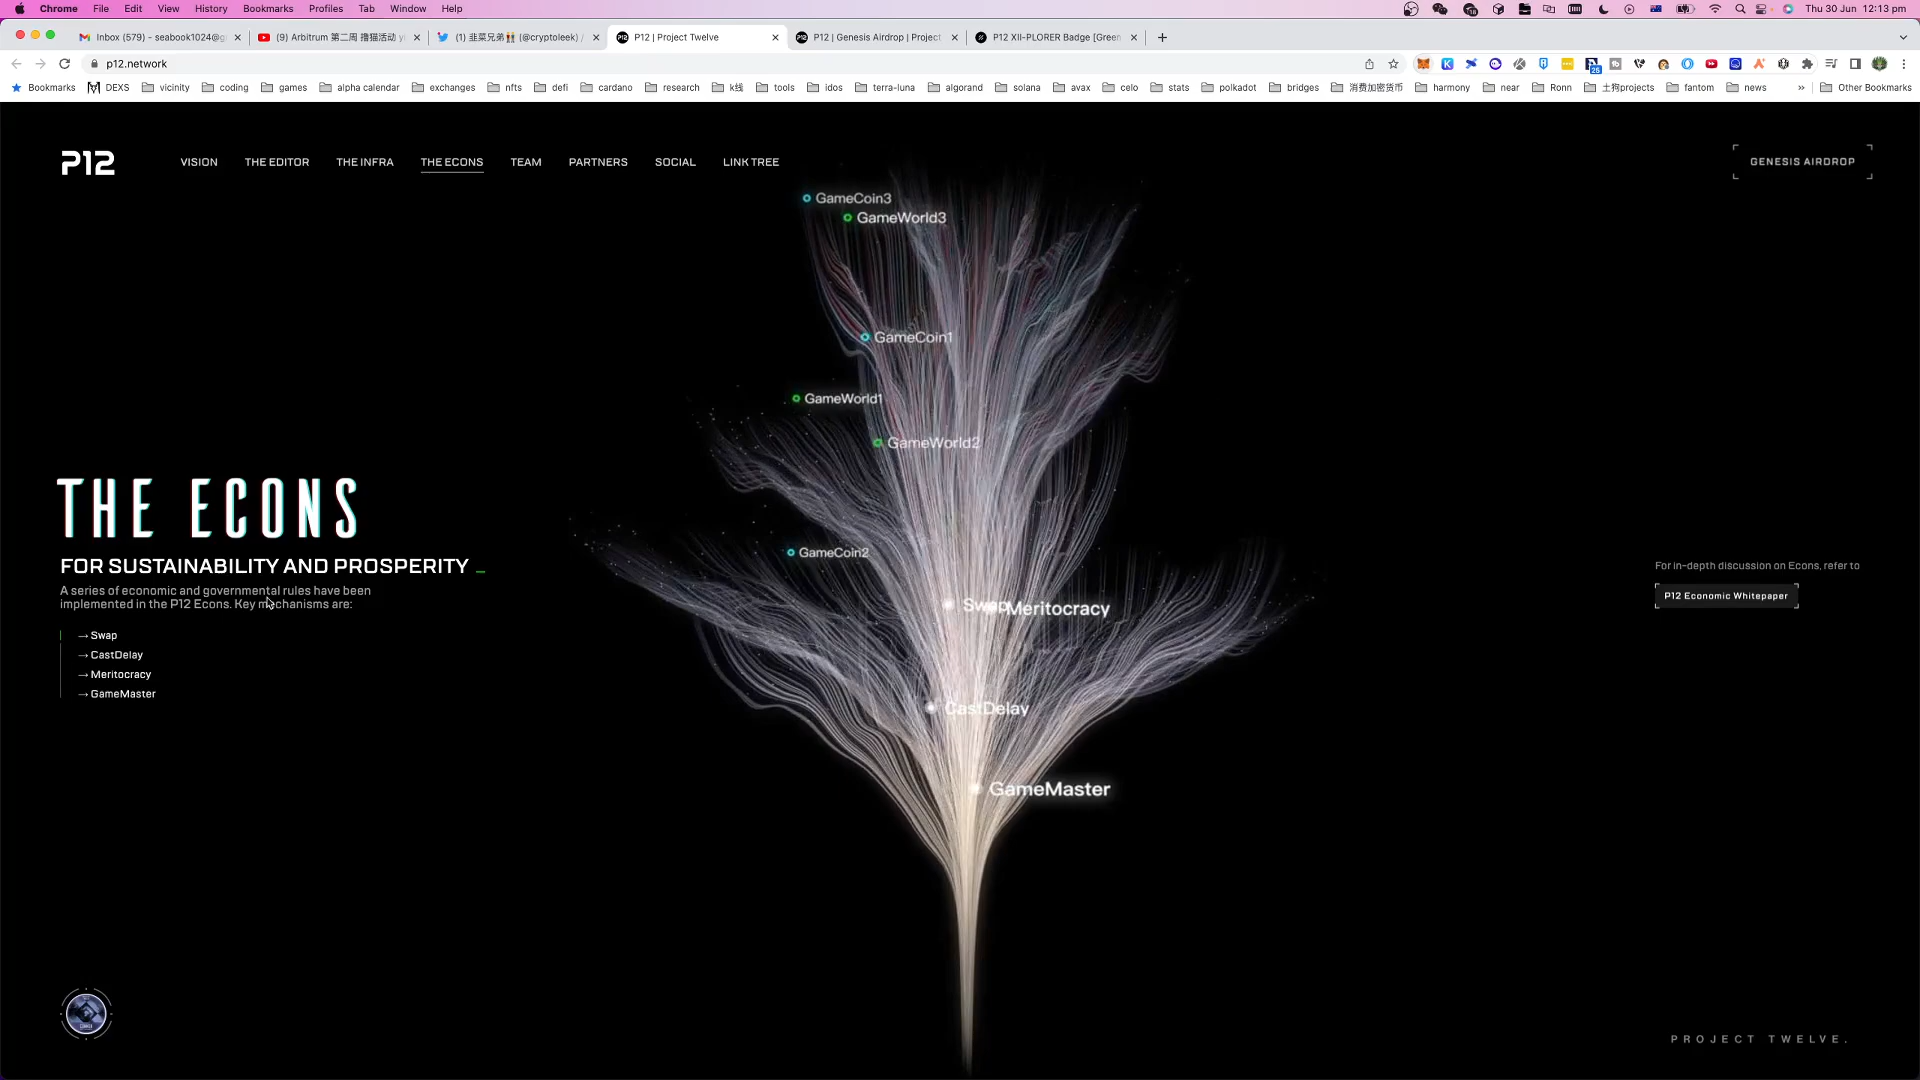 Chrome File Edit View History Bookmarks Profiles Tab Window Help
Thu 30 Jun 12:13 pm
Inbox (579) - seabook1024@g
(9) Arbitrum 第二周 撸猫活动
(1) 韭菜兄弟 (@cryptoleek) /
P12 | Project Twelve
P12 | Genesis Airdrop | Project
P12 XII-PLORER Badge [Green
p12.network
Bookmarks DEXS vicinity coding games alpha calendar exchanges nfts defi cardano research k线 tools idos terra-luna algorand solana avax celo stats polkadot bridges 消费加密货币 harmony near Ronn 土狗projects fantom news » Other Bookmarks
P12 VISION THE EDITOR THE INFRA THE ECONS TEAM PARTNERS SOCIAL LINK TREE GENESIS AIRDROP
GameCoin3
GameWorld3
GameCoin1
GameWorld1
GameWorld2
THE ECONS
FOR SUSTAINABILITY AND PROSPERITY _
A series of economic and governmental rules have been
implemented in the P12 Econs. Key mechanisms are:
→ Swap
→ CastDelay
→ Meritocracy
→ GameMaster
GameCoin2
Swap
Meritocracy
CastDelay
GameMaster
For in-depth discussion on Econs, refer to
P12 Economic Whitepaper
PROJECT TWELVE.